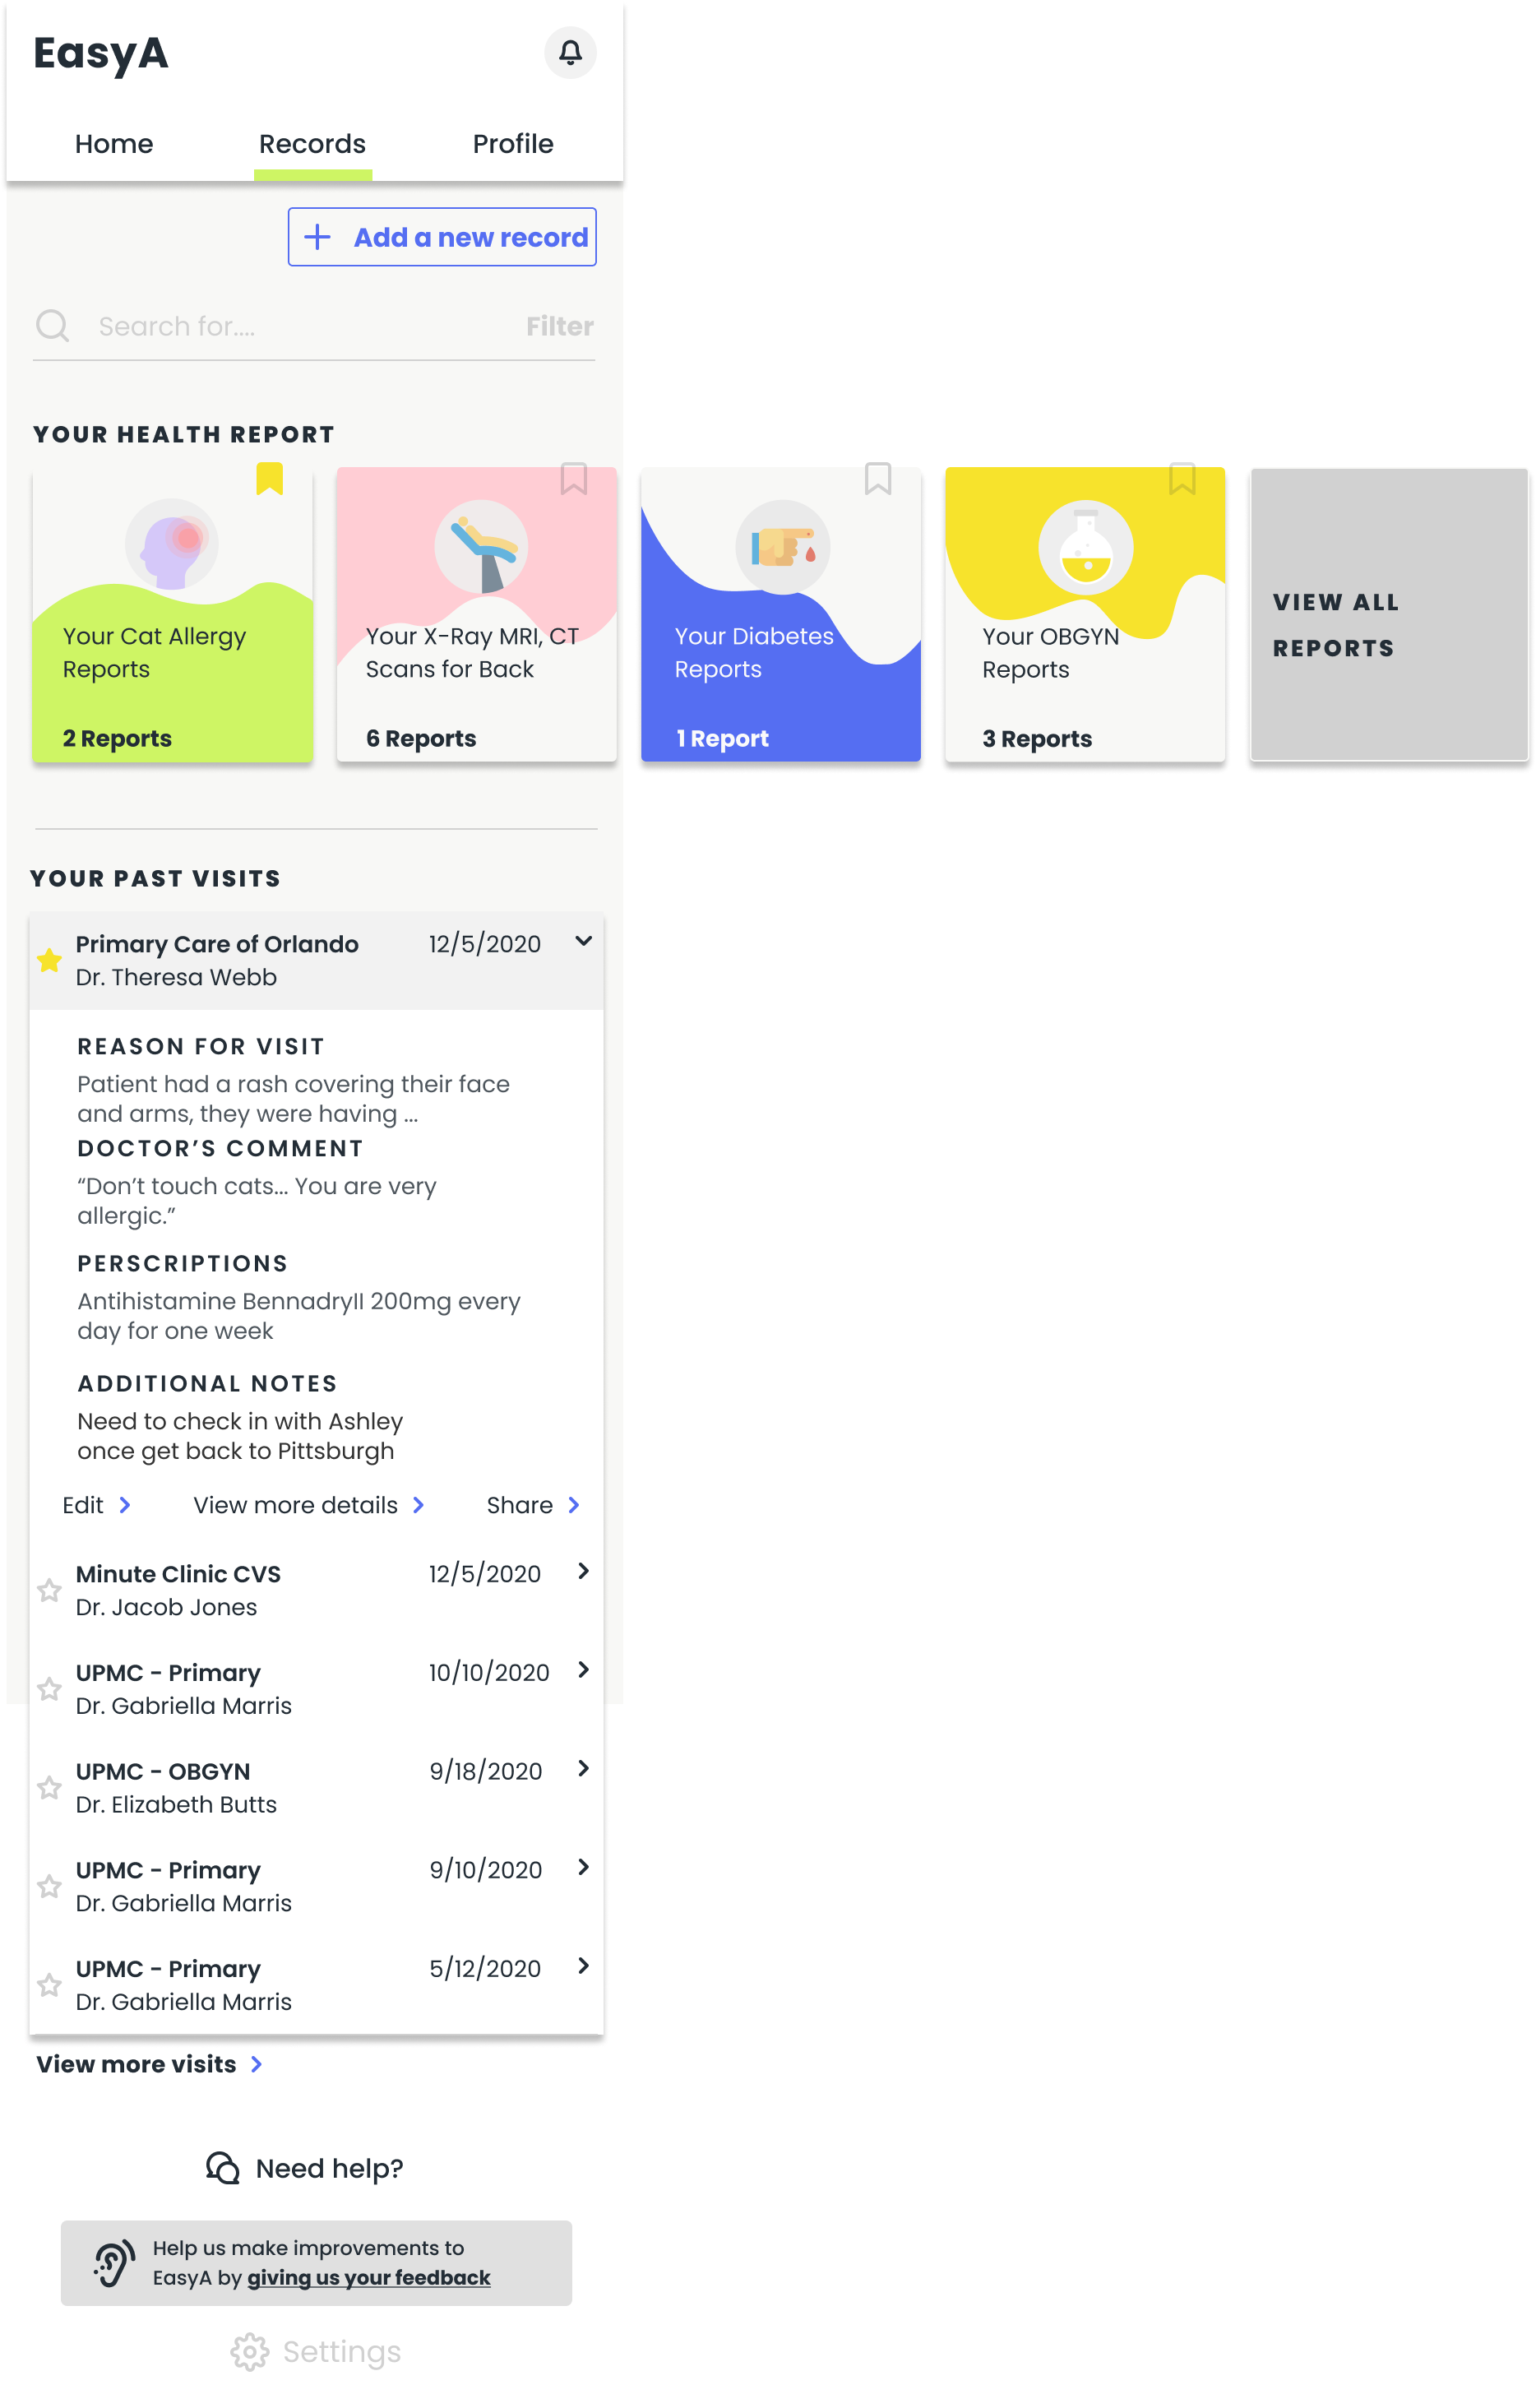 EasyA
Home Records Profile
Add a new record
Search for.... Filter
YOUR HEALTH REPORT
Your Cat Allergy
Reports
2 Reports
Your X-Ray MRI, CT
Scans for Back
6 Reports
Your Diabetes
Reports
1 Report
Your OBGYN
Reports
3 Reports
VIEW ALL
REPORTS
YOUR PAST VISITS
Primary Care of Orlando 12/5/2020
Dr. Theresa Webb
REASON FOR VISIT
Patient had a rash covering their face
and arms, they were having ...
DOCTOR’S COMMENT
“Don’t touch cats... You are very
allergic.”
PERSCRIPTIONS
Antihistamine BennadryII 200mg every
day for one week
ADDITIONAL NOTES
Need to check in with Ashley
once get back to Pittsburgh
Edit View more details Share
Minute Clinic CVS 12/5/2020
Dr. Jacob Jones
UPMC - Primary 10/10/2020
Dr. Gabriella Marris
UPMC - OBGYN 9/18/2020
Dr. Elizabeth Butts
UPMC - Primary 9/10/2020
Dr. Gabriella Marris
UPMC - Primary 5/12/2020
Dr. Gabriella Marris
View more visits
Need help?
Help us make improvements to
EasyA by giving us your feedback
Settings